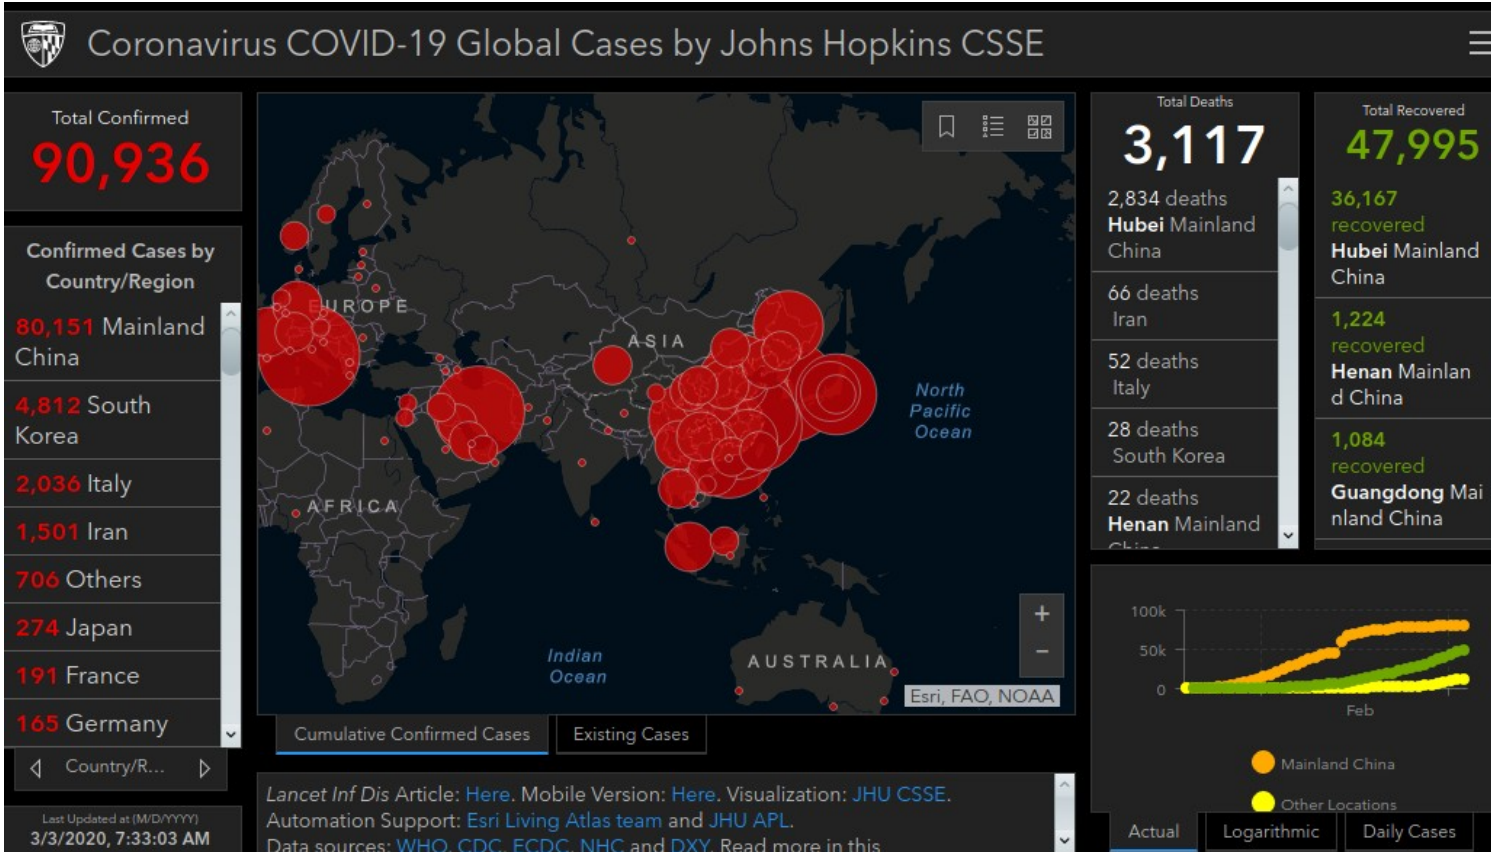 Coronavirus COVID-19 Global Cases by Johns Hopkins CSSE
Total Confirmed
90,936
Confirmed Cases by
Country/Region
80,151 Mainland
China
4,812 South
Korea
2,036 Italy
1,501 Iran
706 Others
274 Japan
191 France
165 Germany
Country/R...
Last Updated at (M/D/YYYY)
3/3/2020, 7:33:03 AM
EUROPE
ASIA
AFRICA
North
Pacific
Ocean
Indian
Ocean
AUSTRALIA
Esri, FAO, NOAA
+
−
Cumulative Confirmed Cases
Existing Cases
Lancet Inf Dis Article: Here. Mobile Version: Here. Visualization: JHU CSSE.
Automation Support: Esri Living Atlas team and JHU APL.
Data sources: WHO, CDC, ECDC, NHC and DXY. Read more in this
Total Deaths
3,117
2,834 deaths
Hubei Mainland
China
66 deaths
Iran
52 deaths
Italy
28 deaths
South Korea
22 deaths
Henan Mainland
China
Total Recovered
47,995
36,167
recovered
Hubei Mainland
China
1,224
recovered
Henan Mainlan
d China
1,084
recovered
Guangdong Mai
nland China
100k
50k
0
Feb
Mainland China
Other Locations
Actual
Logarithmic
Daily Cases